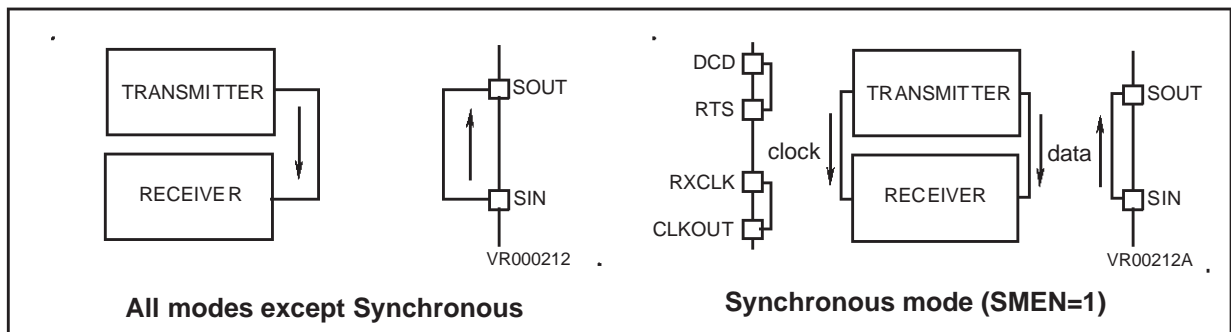 TRANSMITTER
RECEIVER
SOUT
SIN
VR000212
All modes except Synchronous
DCD
RTS
RXCLK
CLKOUT
clock
TRANSMITTER
RECEIVER
data
SOUT
SIN
VR00212A
Synchronous mode (SMEN=1)